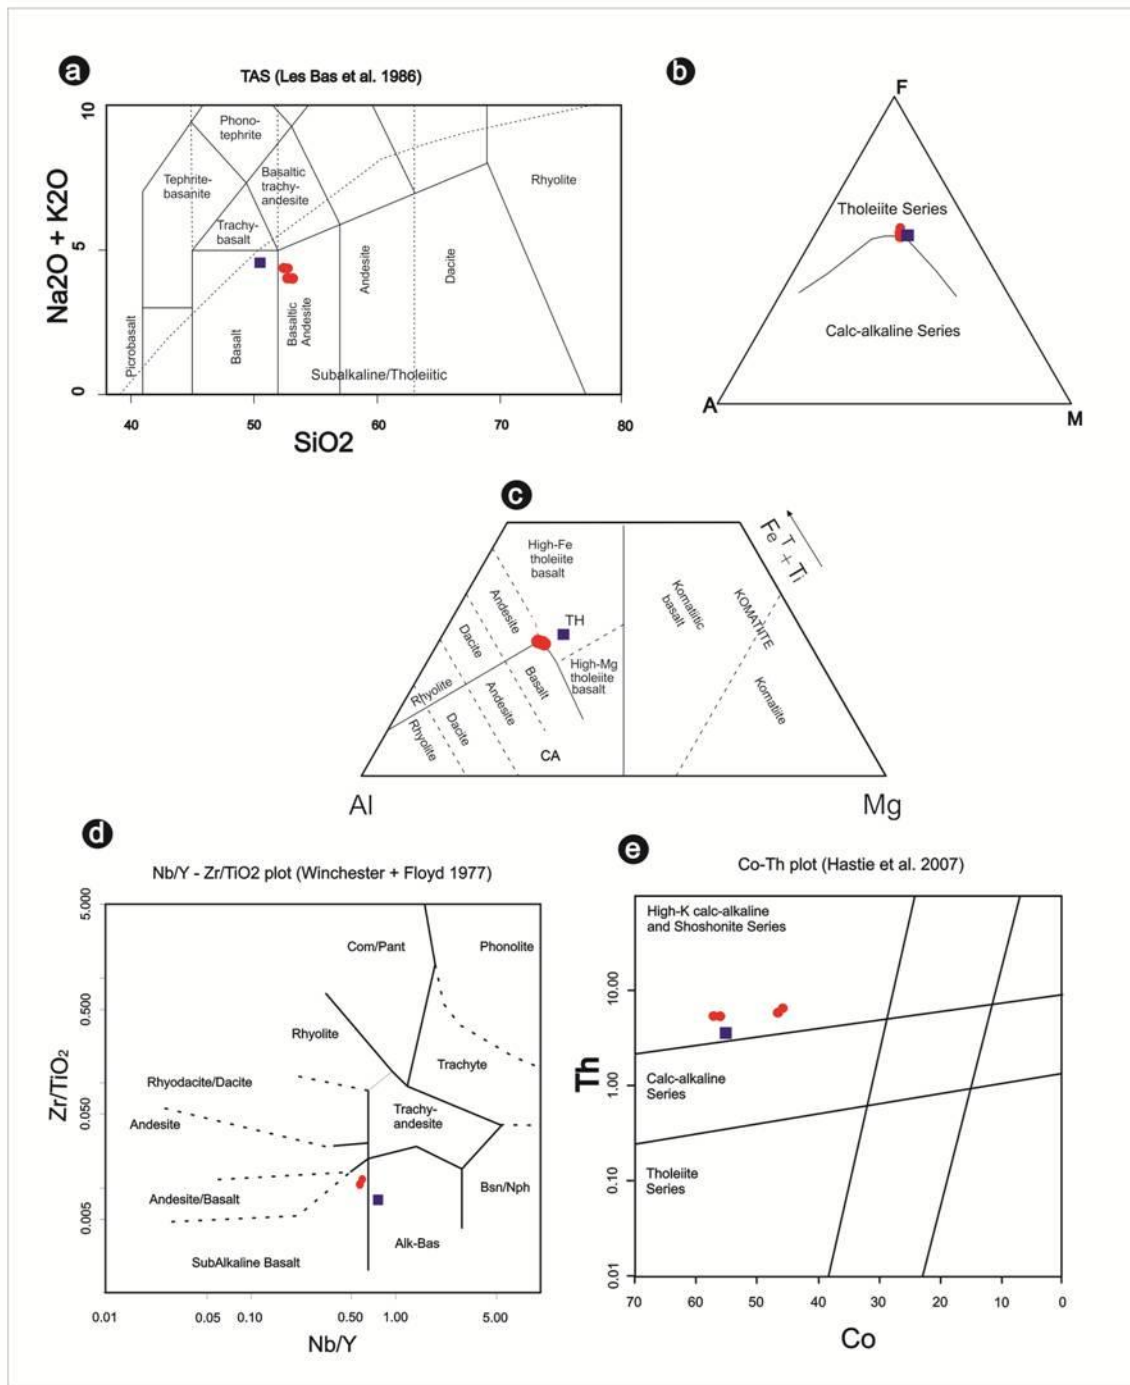 a
TAS (Les Bas et al. 1986)
Na2O + K2O
10
5
0
Phono-
tephrite
Tephrite-
basanite
Basaltic
trachy-
andesite
Trachy-
basalt
Rhyolite
Picrobasalt
Basalt
Basaltic
Andesite
Andesite
Dacite
Subalkaline/Tholeiitic
40
50
60
70
80
SiO2
b
F
Tholeiite Series
Calc-alkaline Series
A
M
c
Fe T + Ti
High-Fe
tholeiite
basalt
TH
Andesite
Dacite
Rhyolite
Komatiitic
basalt
KOMATIITE
Komatiite
High-Mg
tholeiite
basalt
Basalt
Andesite
Dacite
Rhyolite
CA
Al
Mg
d
Nb/Y - Zr/TiO2 plot (Winchester + Floyd 1977)
Zr/TiO2
5.000
0.500
0.050
0.005
Com/Pant
Phonolite
Rhyolite
Trachyte
Rhyodacite/Dacite
Andesite
Trachy-
andesite
Andesite/Basalt
Bsn/Nph
SubAlkaline Basalt
Alk-Bas
0.01
0.05
0.10
0.50
1.00
5.00
Nb/Y
e
Co-Th plot (Hastie et al. 2007)
High-K calc-alkaline
and Shoshonite Series
Th
10.00
1.00
0.10
0.01
Calc-alkaline
Series
Tholeiite
Series
70
60
50
40
30
20
10
0
Co